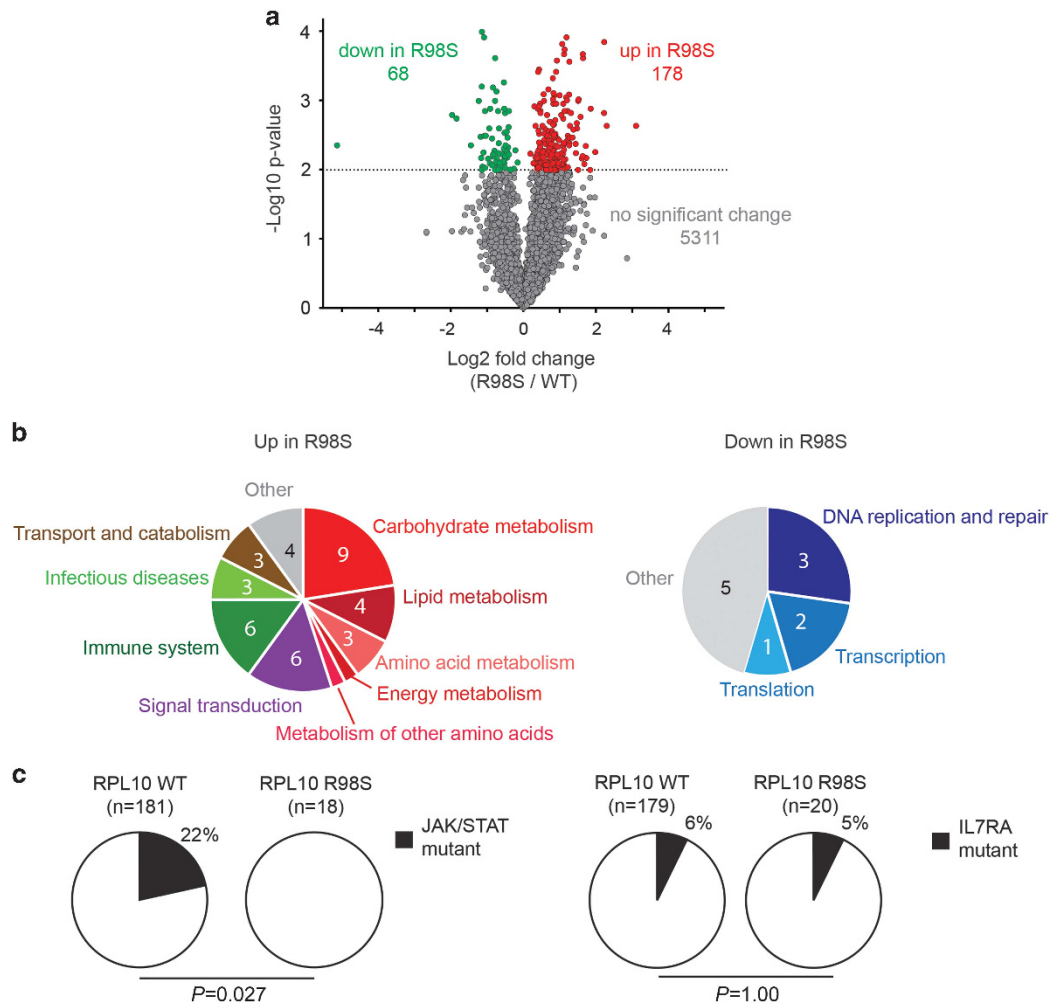 a
4
3
2
1
0
-Log10 p-value
down in R98S
68
up in R98S
178
no significant change
5311
-4
-2
0
2
4
Log2 fold change
(R98S / WT)
b
Up in R98S
Other
4
Carbohydrate metabolism
9
Lipid metabolism
4
Amino acid metabolism
3
Energy metabolism
Metabolism of other amino acids
Signal transduction
6
Immune system
6
Infectious diseases
3
Transport and catabolism
3
Down in R98S
DNA replication and repair
3
Transcription
2
Translation
1
Other
5
c
RPL10 WT
(n=181)
22%
RPL10 R98S
(n=18)
JAK/STAT
mutant
P=0.027
RPL10 WT
(n=179)
6%
RPL10 R98S
(n=20)
5%
IL7RA
mutant
P=1.00